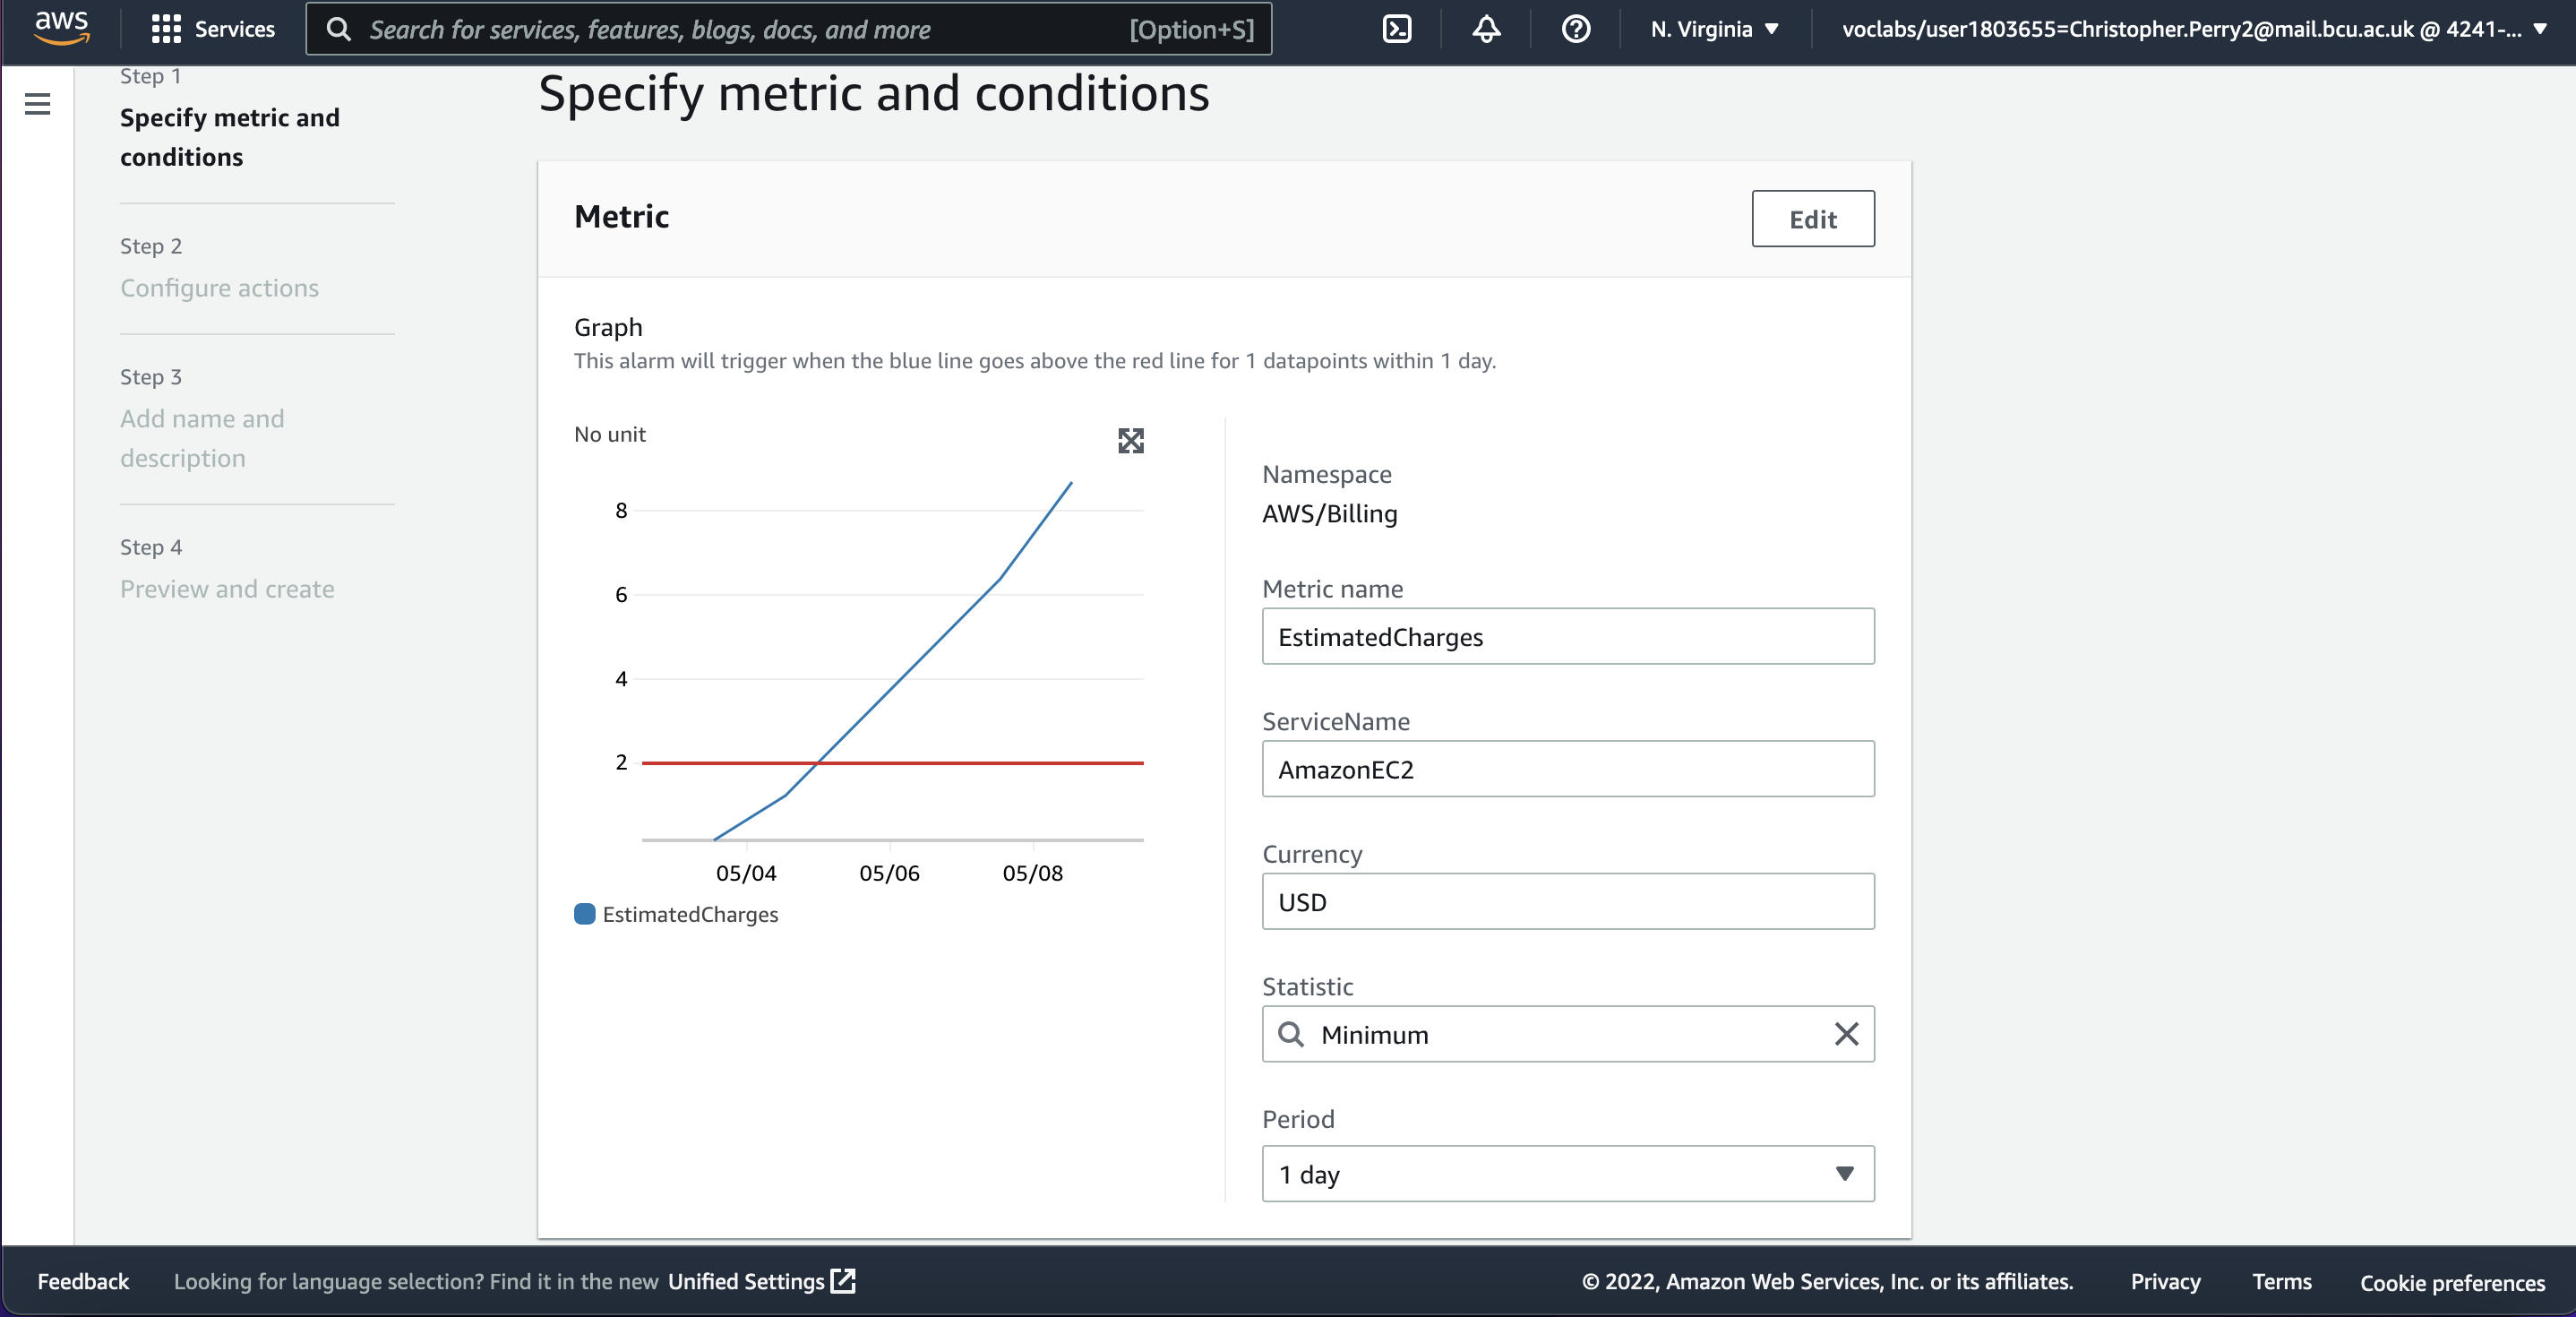 aws
Services
Search for services, features, blogs, docs, and more
[Option+S]
N. Virginia
voclabs/user1803655=Christopher.Perry2@mail.bcu.ac.uk @ 4241-...
Step 1
Specify metric and
conditions
Step 2
Configure actions
Step 3
Add name and
description
Step 4
Preview and create
Specify metric and conditions
Metric
Edit
Graph
This alarm will trigger when the blue line goes above the red line for 1 datapoints within 1 day.
No unit
8
6
4
2
05/04
05/06
05/08
EstimatedCharges
Namespace
AWS/Billing
Metric name
EstimatedCharges
ServiceName
AmazonEC2
Currency
USD
Statistic
Minimum
Period
1 day
Feedback
Looking for language selection? Find it in the new Unified Settings
© 2022, Amazon Web Services, Inc. or its affiliates.
Privacy
Terms
Cookie preferences